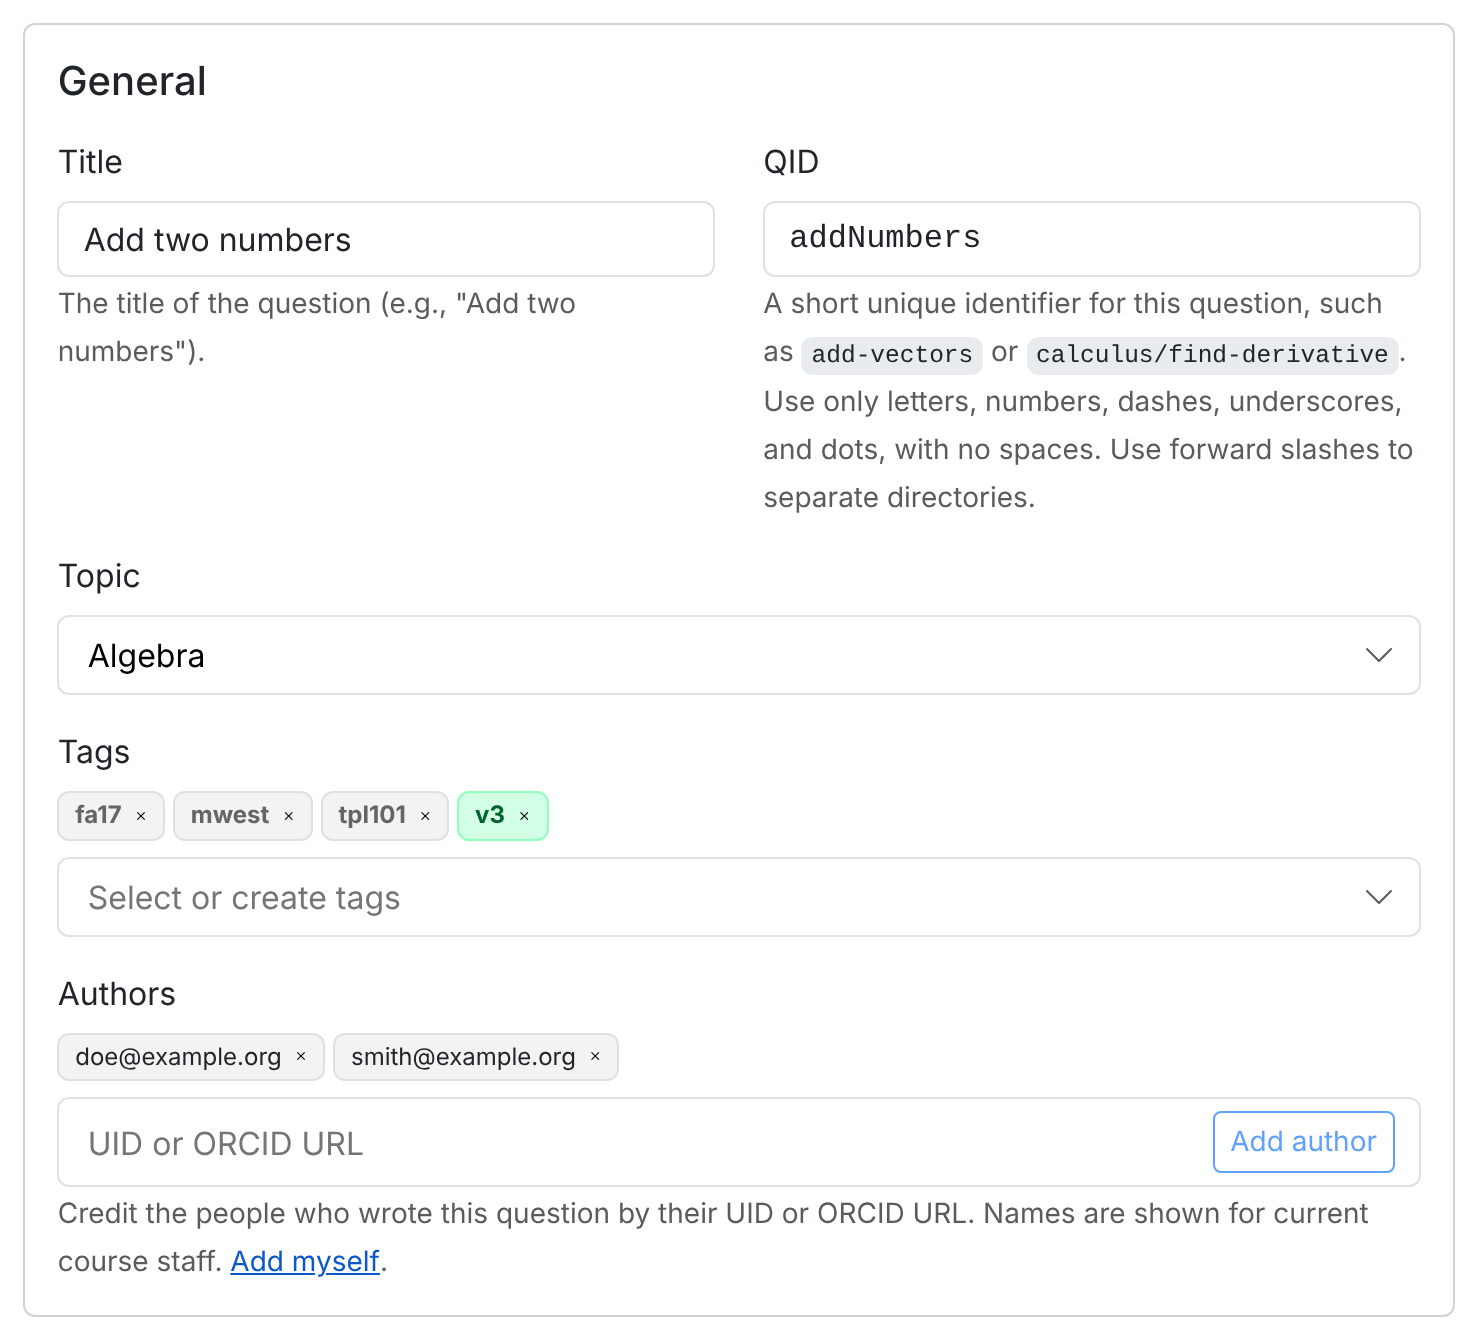 General
Title
Add two numbers
The title of the question (e.g., "Add two
numbers").
QID
addNumbers
A short unique identifier for this question, such
as add-vectors or calculus/find-derivative.
Use only letters, numbers, dashes, underscores,
and dots, with no spaces. Use forward slashes to
separate directories.
Topic
Algebra
Tags
fa17 × mwest × tpl101 × v3 ×
Select or create tags
Authors
doe@example.org × smith@example.org ×
UID or ORCID URL Add author
Credit the people who wrote this question by their UID or ORCID URL. Names are shown for current
course staff. Add myself.